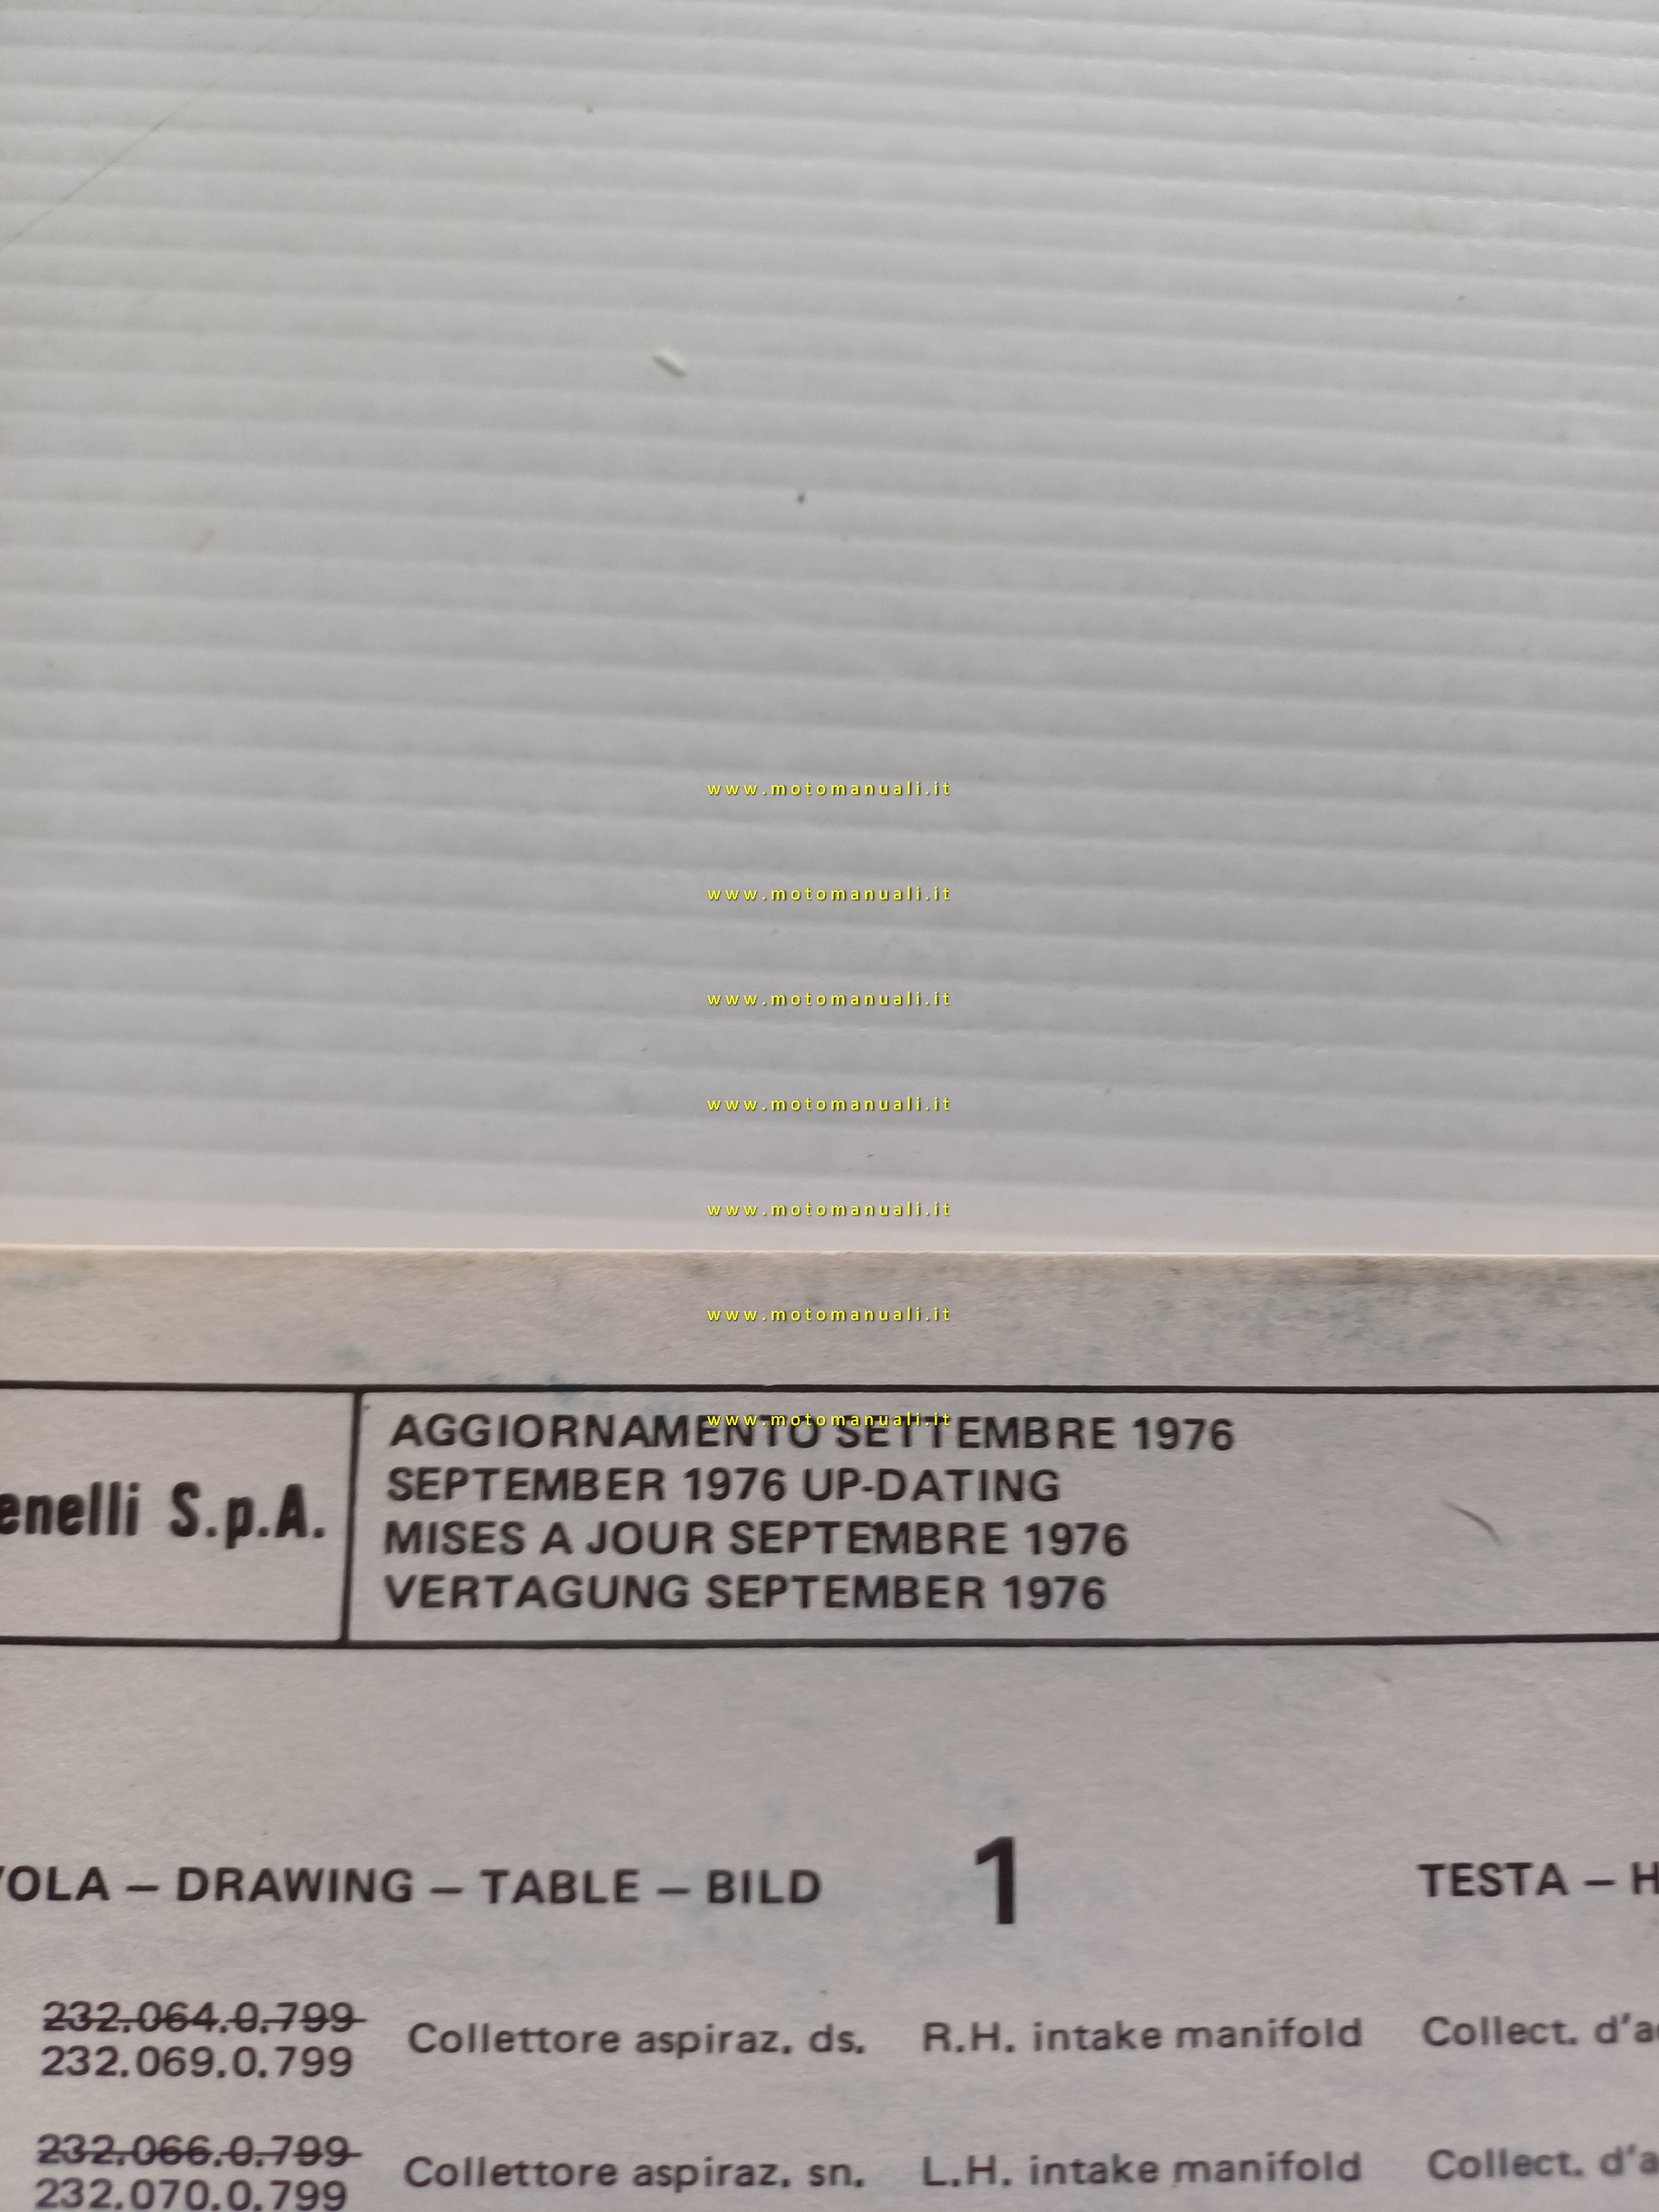 www.motomanuali.it
www.motomanuali.it
www.motomanuali.it
www.motomanuali.it
www.motomanuali.it
www.motomanuali.it
www.motomanuali.it
AGGIORNAMENTO SETTEMBRE 1976
SEPTEMBER 1976 UP-DATING
enelli S.p.A.
MISES A JOUR SEPTEMBRE 1976
VERTAGUNG SEPTEMBER 1976
VOLA – DRAWING – TABLE – BILD 1 TESTA – H
232.064.0.799
232.069.0.799 Collettore aspiraz. ds. R.H. intake manifold Collect. d'a
232.066.0.799
232.070.0.799 Collettore aspiraz. sn. L.H. intake manifold Collect. d'a